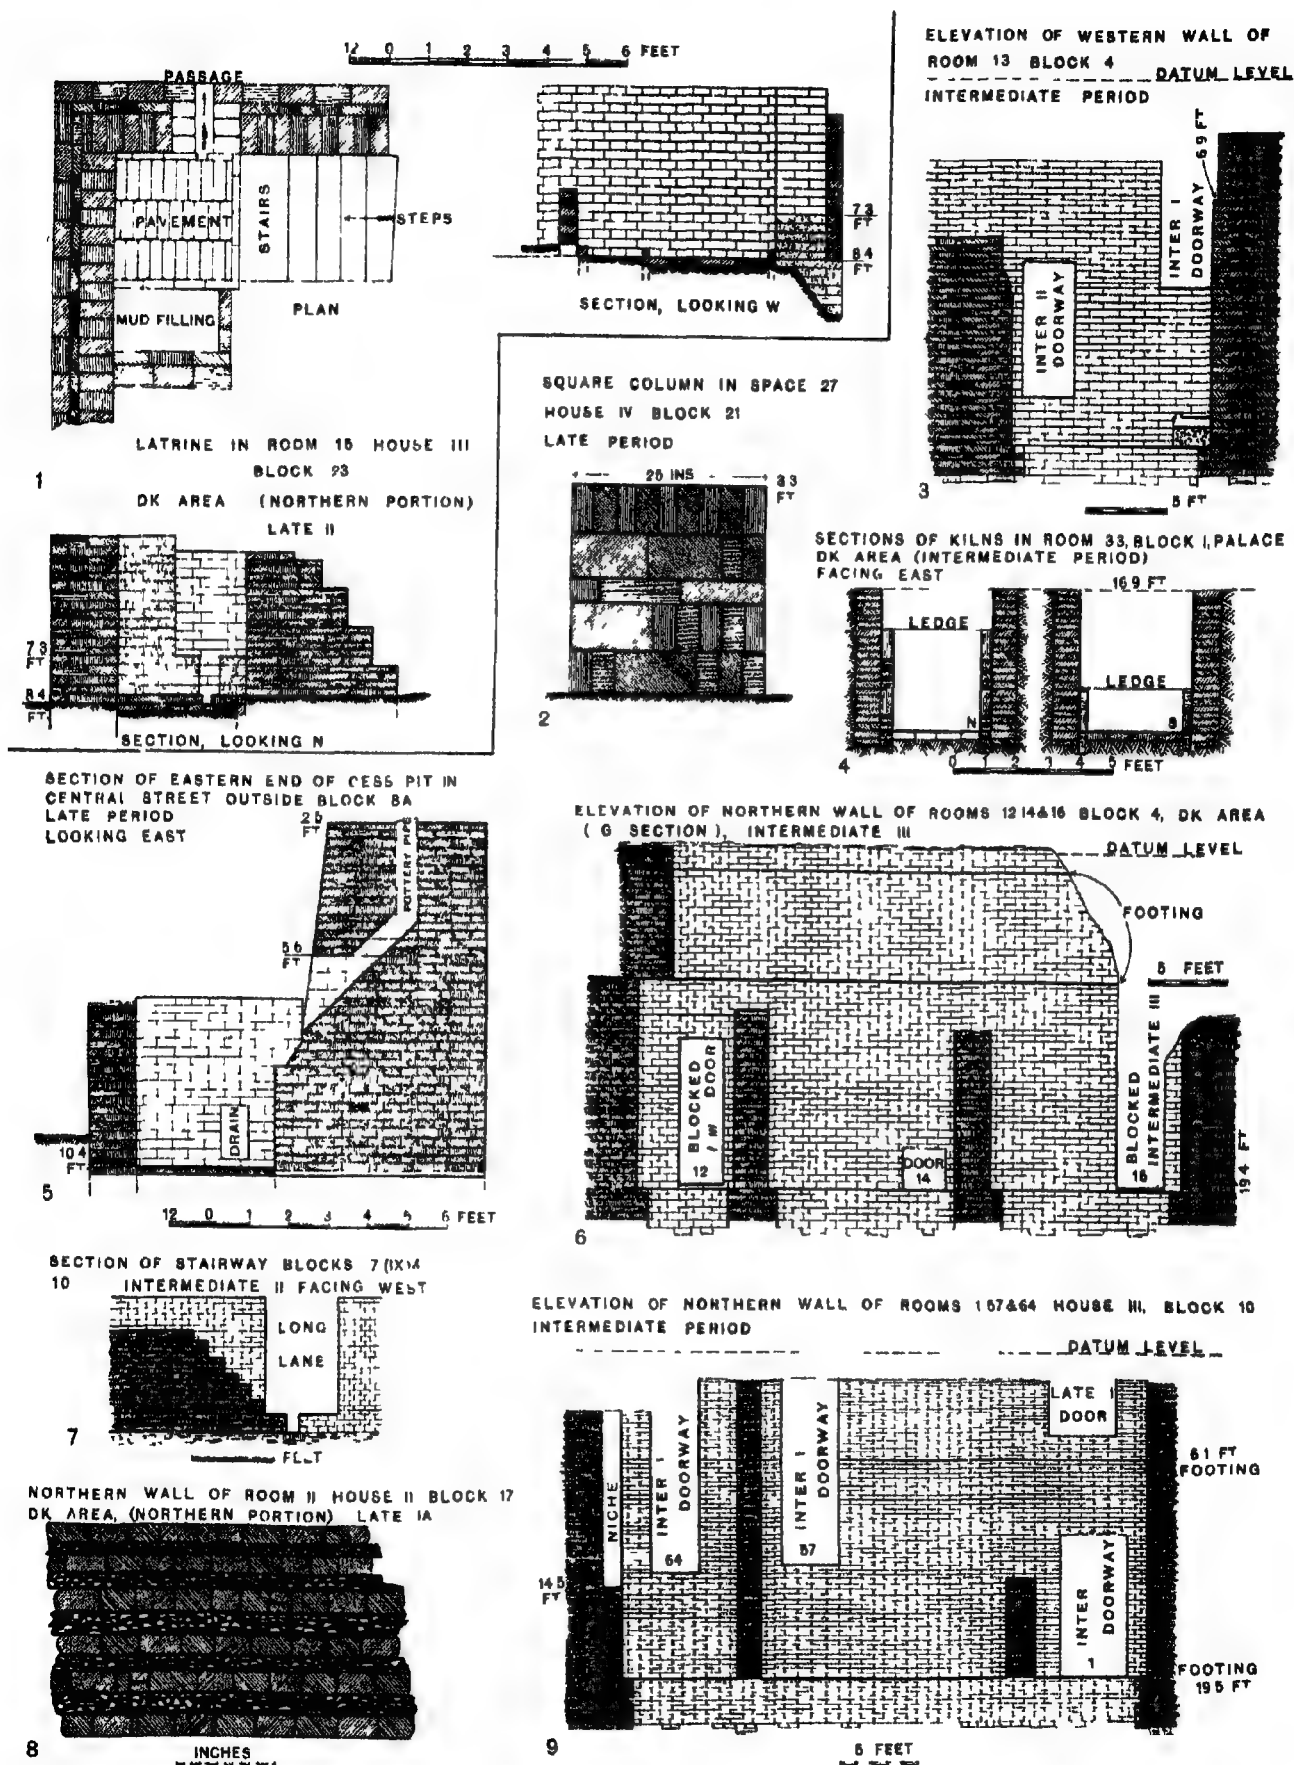 12 0 1 2 3 4 5 6 FEET
PASSAGE
PAVEMENT
STAIRS
STEPS
MUD FILLING
PLAN
7.3
FT
8.4
FT
SECTION, LOOKING W
LATRINE IN ROOM 15 HOUSE III
BLOCK 23
DK AREA (NORTHERN PORTION)
LATE II
1
7.3
FT
8.4
FT
SECTION, LOOKING N
SQUARE COLUMN IN SPACE 27
HOUSE IV BLOCK 21
LATE PERIOD
25 INS
3.3
FT
2
ELEVATION OF WESTERN WALL OF
ROOM 13 BLOCK 4
DATUM LEVEL
INTERMEDIATE PERIOD
6.9 FT
INTER I
DOORWAY
INTER II
DOORWAY
3
5 FT
SECTIONS OF KILNS IN ROOM 33, BLOCK I, PALACE
DK AREA (INTERMEDIATE PERIOD)
FACING EAST
16.9 FT
LEDGE
LEDGE
N
S
4
0 1 2 3 4 5 FEET
SECTION OF EASTERN END OF CESS PIT IN
CENTRAL STREET OUTSIDE BLOCK 8A
LATE PERIOD
LOOKING EAST
2.5
FT
POTTERY PIPE
5.6
FT
DRAIN
10.4
FT
5
12 0 1 2 3 4 5 6 FEET
ELEVATION OF NORTHERN WALL OF ROOMS 12 14 & 16 BLOCK 4, DK AREA
(G SECTION), INTERMEDIATE III
DATUM LEVEL
FOOTING
5 FEET
BLOCKED
DOOR
12
DOOR
14
BLOCKED
INTERMEDIATE III
16
19.4 FT
6
SECTION OF STAIRWAY BLOCKS 7 (IX) &
10 INTERMEDIATE II FACING WEST
LONG
LANE
7
FEET
NORTHERN WALL OF ROOM II HOUSE II BLOCK 17
DK AREA, (NORTHERN PORTION) LATE IA
8
INCHES
ELEVATION OF NORTHERN WALL OF ROOMS 1 57 & 64 HOUSE III, BLOCK 10
INTERMEDIATE PERIOD
DATUM LEVEL
NICHE
INTER I
DOORWAY
64
INTER I
DOORWAY
57
LATE I
DOOR
6.1 FT
FOOTING
14.5
FT
INTER
DOORWAY
1
FOOTING
19.5 FT
9
5 FEET